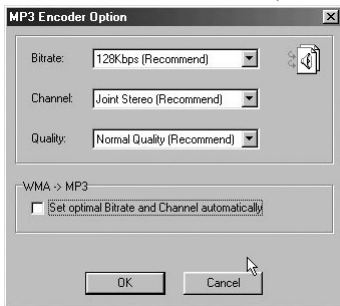 MP3 Encoder Option
Bitrate: 128Kbps (Recommend)
Channel: Joint Stereo (Recommend)
Quality: Normal Quality (Recommend)
WMA -> MP3
Set optimal Bitrate and Channel automatically
OK Cancel